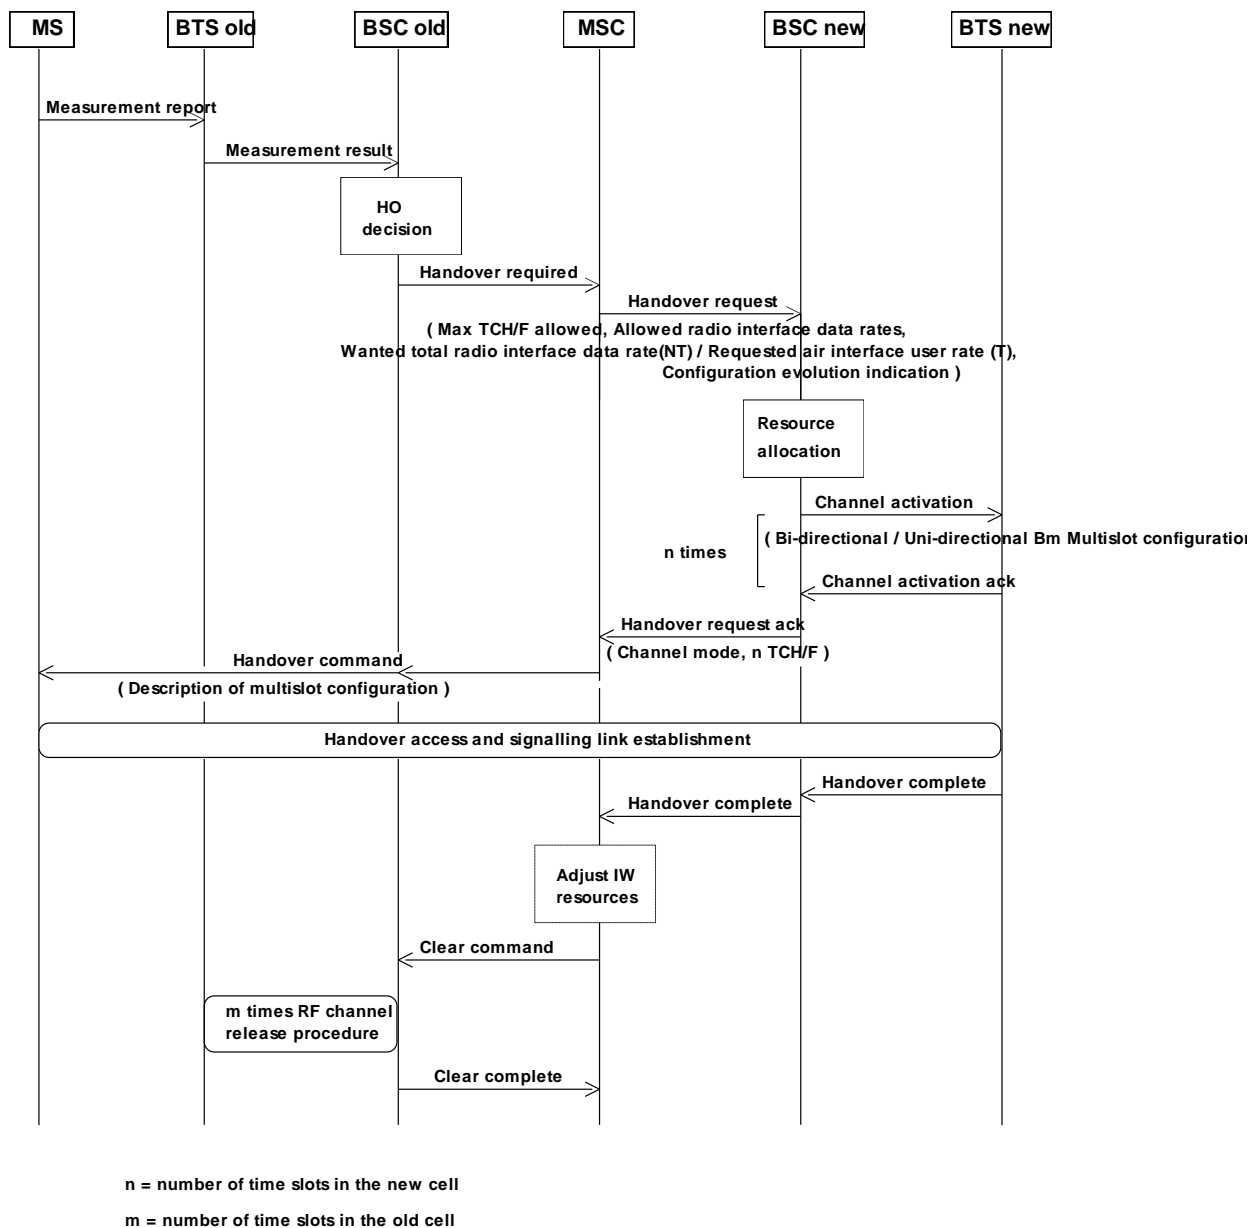 MS BTS old BSC old MSC BSC new BTS new
Measurement report
Measurement result
HO
decision
Handover required
Handover request
( Max TCH/F allowed, Allowed radio interface data rates,
Wanted total radio interface data rate(NT) / Requested air interface user rate (T),
Configuration evolution indication )
Resource
allocation
Channel activation
( Bi-directional / Uni-directional Bm Multislot configuration
n times
Channel activation ack
Handover request ack
( Channel mode, n TCH/F )
Handover command
( Description of multislot configuration )
Handover access and signalling link establishment
Handover complete
Handover complete
Adjust IW
resources
Clear command
m times RF channel
release procedure
Clear complete
n = number of time slots in the new cell
m = number of time slots in the old cell